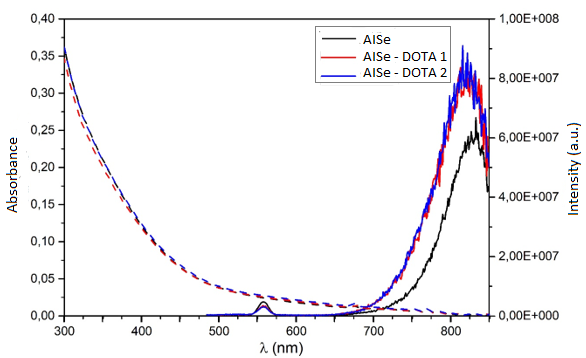 0,40
0,35
0,30
0,25
0,20
0,15
0,10
0,05
0,00
Absorbance
300
400
500
600
700
800
λ (nm)
AISe
AISe - DOTA 1
AISe - DOTA 2
1,00E+008
8,00E+007
6,00E+007
4,00E+007
2,00E+007
0,00E+000
Intensity (a.u.)